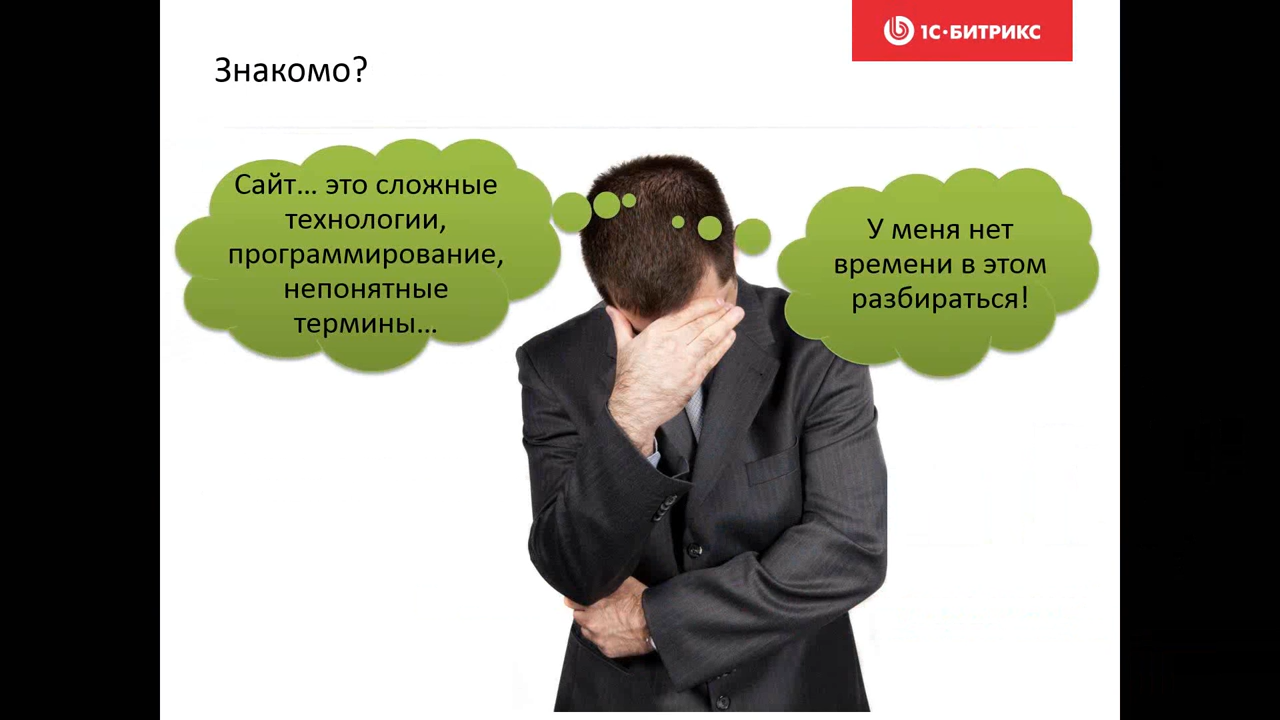 1С·БИТРИКС
Знакомо?
Сайт... это сложные
технологии,
программирование,
непонятные
термины...
У меня нет
времени в этом
разбираться!